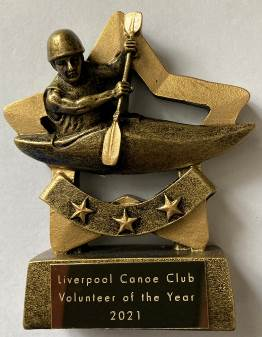 Liverpool Canoe Club
Volunteer of the Year
2021